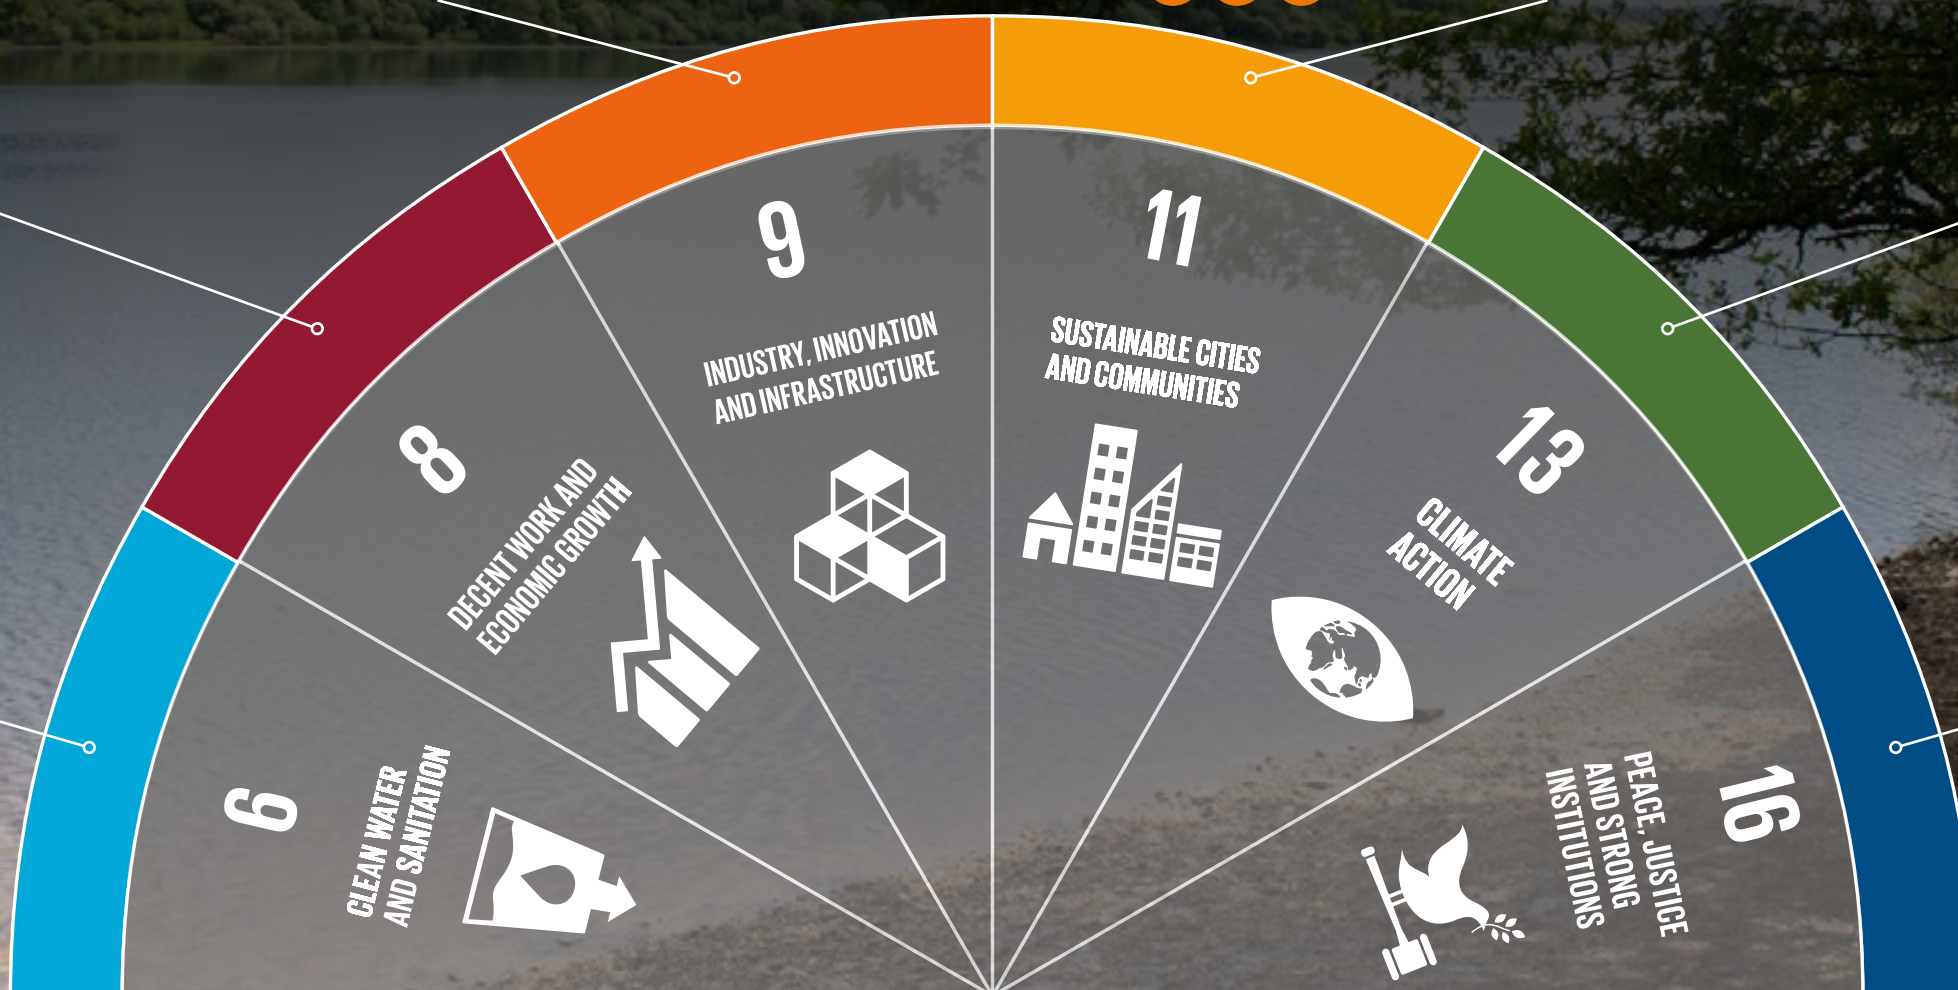 6
CLEAN WATER
AND SANITATION
8
DECENT WORK AND
ECONOMIC GROWTH
9
INDUSTRY, INNOVATION
AND INFRASTRUCTURE
11
SUSTAINABLE CITIES
AND COMMUNITIES
13
CLIMATE
ACTION
16
PEACE, JUSTICE
AND STRONG
INSTITUTIONS